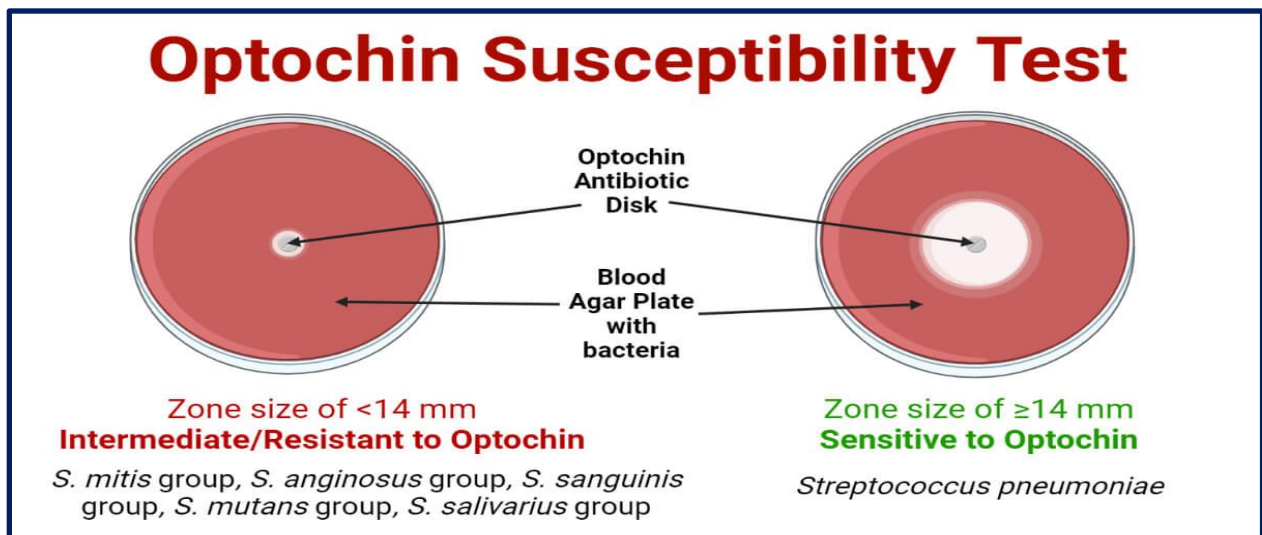 Optochin Susceptibility Test
Optochin
Antibiotic
Disk
Blood
Agar Plate
with
bacteria
Zone size of <14 mm
Intermediate/Resistant to Optochin
S. mitis group, S. anginosus group, S. sanguinis
group, S. mutans group, S. salivarius group
Zone size of ≥14 mm
Sensitive to Optochin
Streptococcus pneumoniae